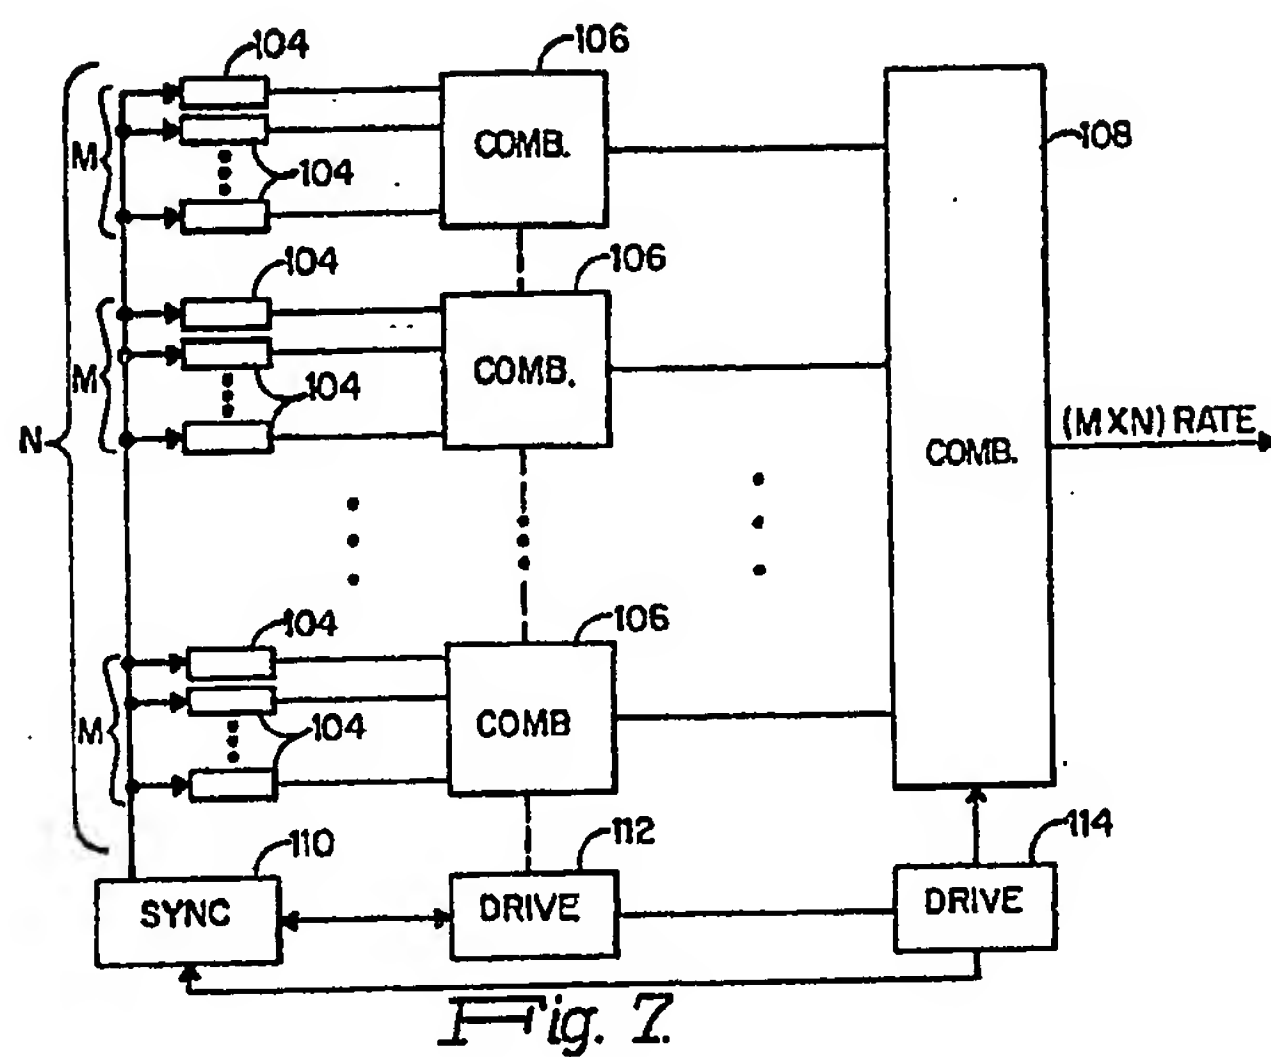 104
106
M
COMB.
108
104
104
106
M
COMB.
104
N
COMB.
(MXN) RATE
104
106
M
COMB
104
110
112
114
SYNC
DRIVE
DRIVE
Fig. 7.